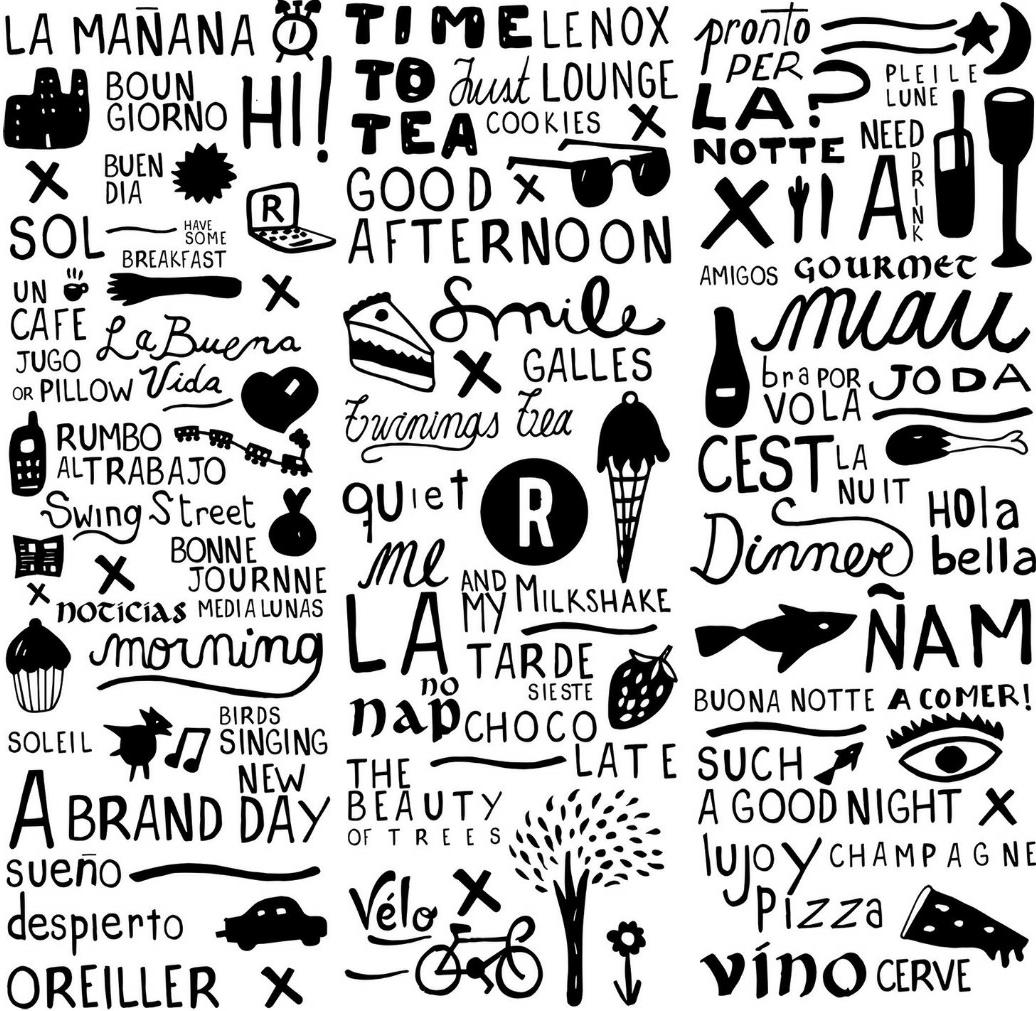 LA MAÑANA
BOUN
GIORNO
HI!
BUEN
DIA
R
SOL
HAVE
SOME
BREAKFAST
UN
CAFE
JUGO
La Buena
OR PILLOW Vida
RUMBO
AL TRABAJO
Swing Street
BONNE
JOURNNE
noticias MEDIALUNAS
morning
SOLEIL
BIRDS
SINGING
NEW
A BRAND DAY
sueño
despierto
OREILLER
TIME
TO
TEA
LENOX
Just LOUNGE
COOKIES
GOOD
AFTERNOON
Smile
GALLES
Turnings Tea
quiet
R
me
AND
MY MILKSHAKE
LA
TARDE
no
nap
SIESTE
CHOCO
LATE
THE
BEAUTY
OF TREES
Vélo
pronto
PER
LA?
NOTTE
PLEILE
LUNE
NEED
A
DRINK
AMIGOS GOURMET
miau
bra POR JODA
VOLA
CEST LA
NUIT
Dinner
HOla
bella
ÑAM
BUONA NOTTE A COMER!
SUCH
A GOOD NIGHT
lujo y CHAMPAGNE
pizza
víno CERVE